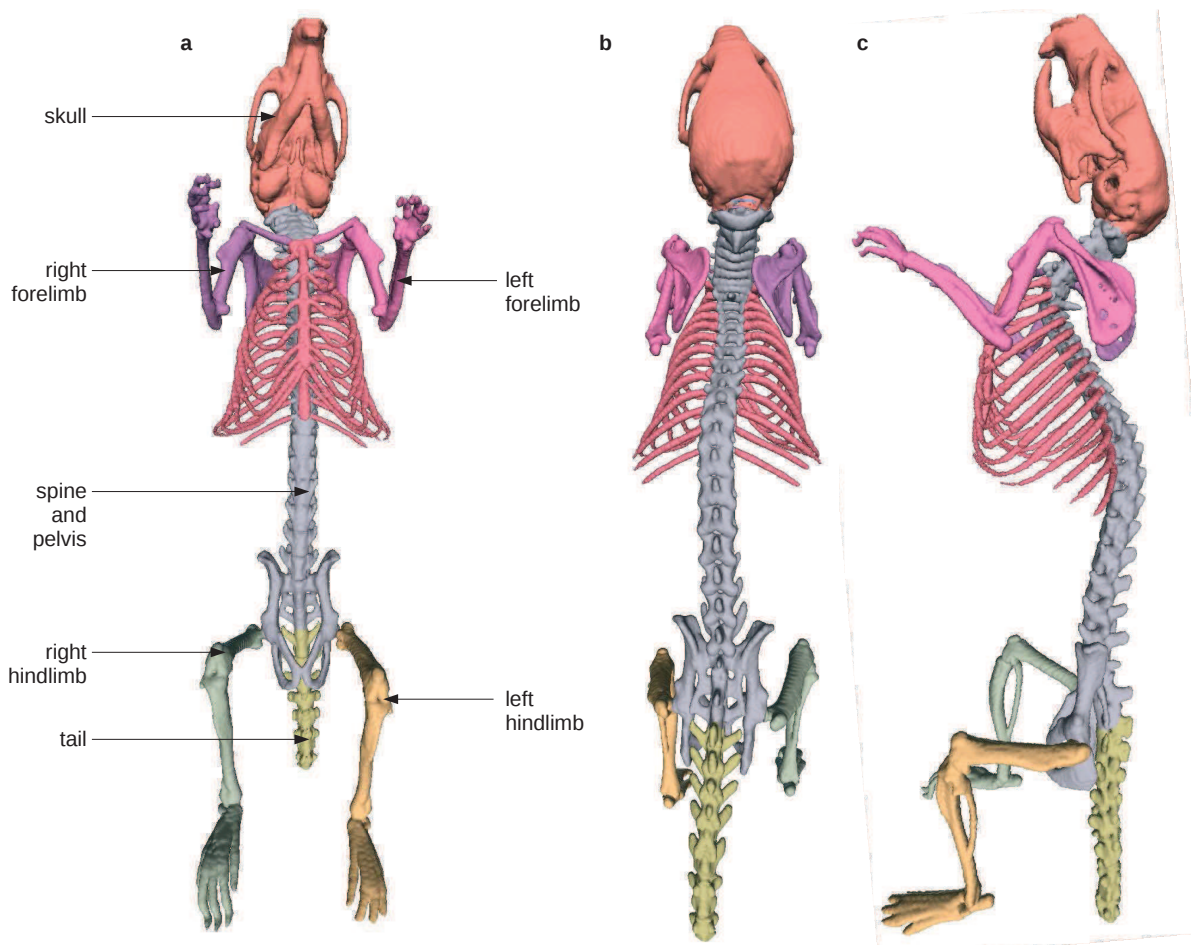 a
b
c
skull
right
forelimb
left
forelimb
spine
and
pelvis
right
hindlimb
left
hindlimb
tail